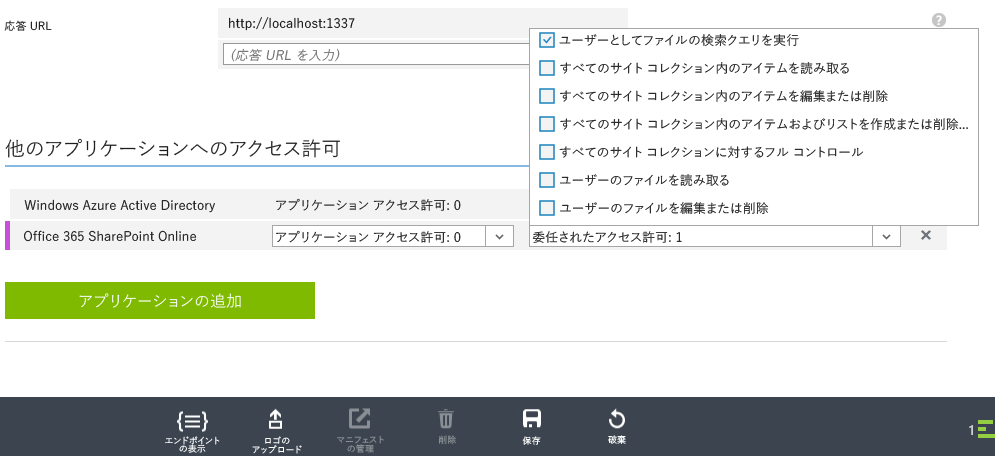 応答 URL
http://localhost:1337
?
(応答 URL を入力)
ユーザーとしてファイルの検索クエリを実行
すべてのサイト コレクション内のアイテムを読み取る
すべてのサイト コレクション内のアイテムを編集または削除
すべてのサイト コレクション内のアイテムおよびリストを作成または削除...
すべてのサイト コレクションに対するフル コントロール
ユーザーのファイルを読み取る
ユーザーのファイルを編集または削除
他のアプリケーションへのアクセス許可
Windows Azure Active Directory
アプリケーション アクセス許可: 0
Office 365 SharePoint Online
アプリケーション アクセス許可: 0
委任されたアクセス許可: 1
アプリケーションの追加
エンドポイント
の表示
ロゴの
アップロード
マニフェスト
の管理
削除
保存
破棄
1